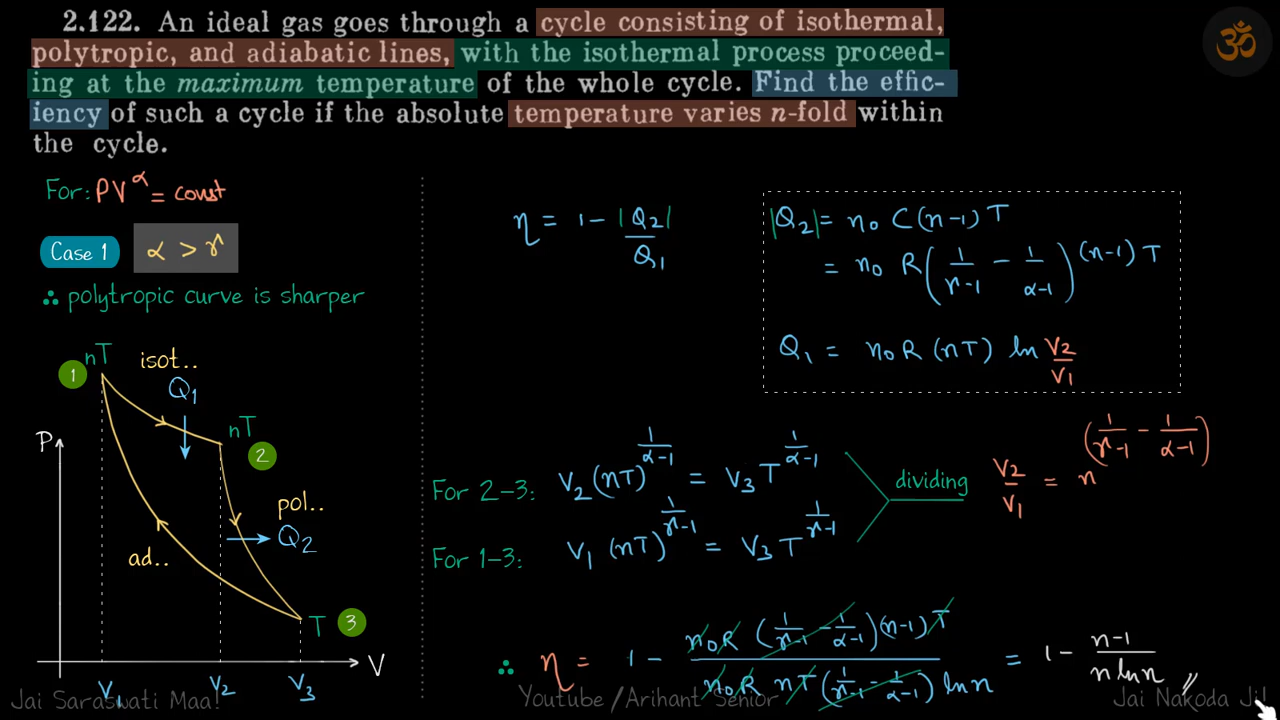 2.122. An ideal gas goes through a cycle consisting of isothermal,
polytropic, and adiabatic lines, with the isothermal process proceed-
ing at the maximum temperature of the whole cycle. Find the effic-
iency of such a cycle if the absolute temperature varies n-fold within
the cycle.
ॐ
For: PV^α = const
Case 1 α > γ
∴ polytropic curve is sharper
nT
1
isot..
Q1
nT
2
P
pol..
Q2
ad..
T 3
V
V1 V2 V3
η = 1 - |Q2| / Q1
|Q2| = n0 C(n-1) T
= n0 R (1/(γ-1) - 1/(α-1)) (n-1) T
Q1 = n0 R (nT) ln V2/V1
For 2-3: V2 (nT)^(1/(α-1)) = V3 T^(1/(α-1))
For 1-3: V1 (nT)^(1/(γ-1)) = V3 T^(1/(γ-1))
dividing
V2/V1 = n^(1/(γ-1) - 1/(α-1))
∴ η = 1 - n0 R (1/(γ-1) - 1/(α-1)) (n-1) T / n0 R nT (1/(γ-1) - 1/(α-1)) ln n = 1 - (n-1)/(n ln n) //
Jai Saraswati Maa!
Youtube /Arihant Senior
Jai Nakoda Ji!